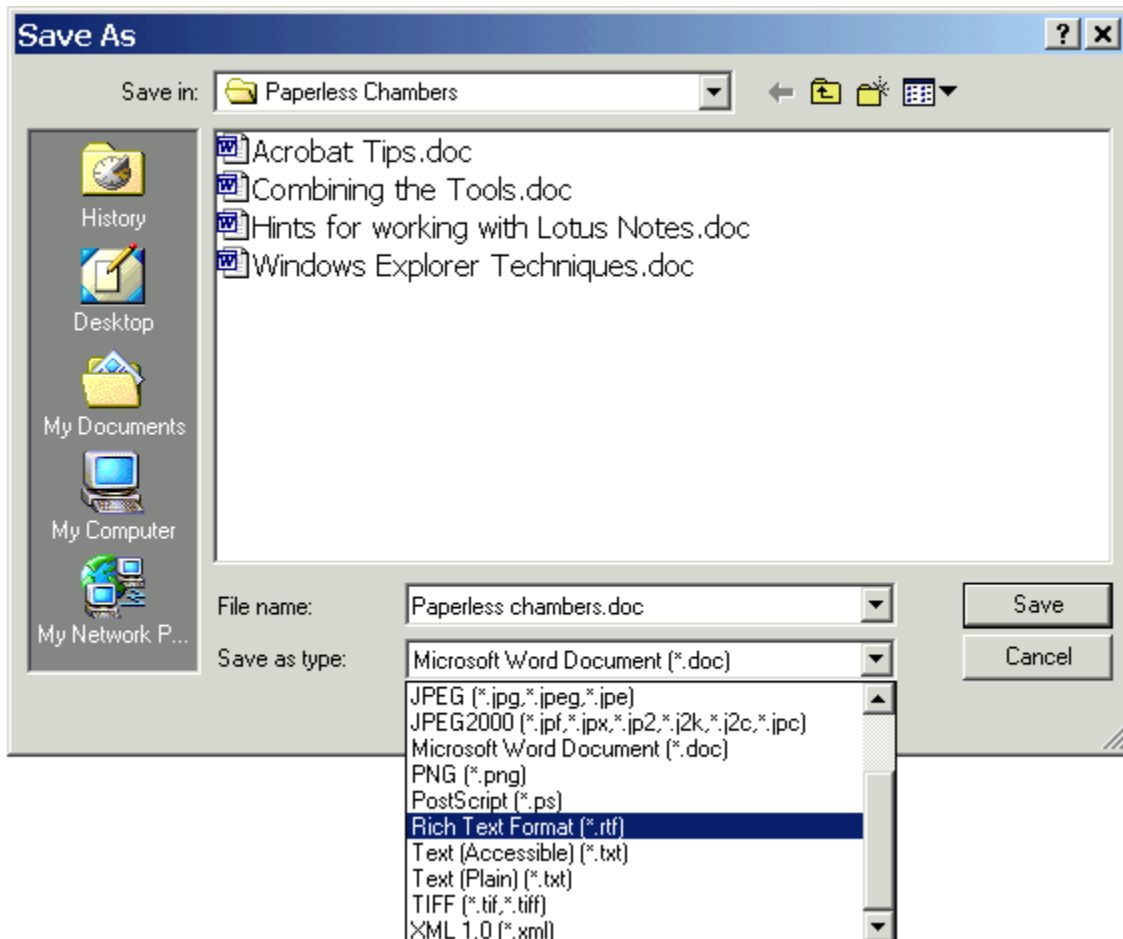 Save As
Save in: Paperless Chambers
Acrobat Tips.doc
Combining the Tools.doc
Hints for working with Lotus Notes.doc
Windows Explorer Techniques.doc
History
Desktop
My Documents
My Computer
My Network P...
File name: Paperless chambers.doc Save
Save as type: Microsoft Word Document (*.doc) Cancel
JPEG (*.jpg,*.jpeg,*.jpe)
JPEG2000 (*.jpf,*.jpx,*.jp2,*.j2k,*.j2c,*.jpc)
Microsoft Word Document (*.doc)
PNG (*.png)
PostScript (*.ps)
Rich Text Format (*.rtf)
Text (Accessible) (*.txt)
Text (Plain) (*.txt)
TIFF (*.tif,*.tiff)
XML 1.0 (*.xml)